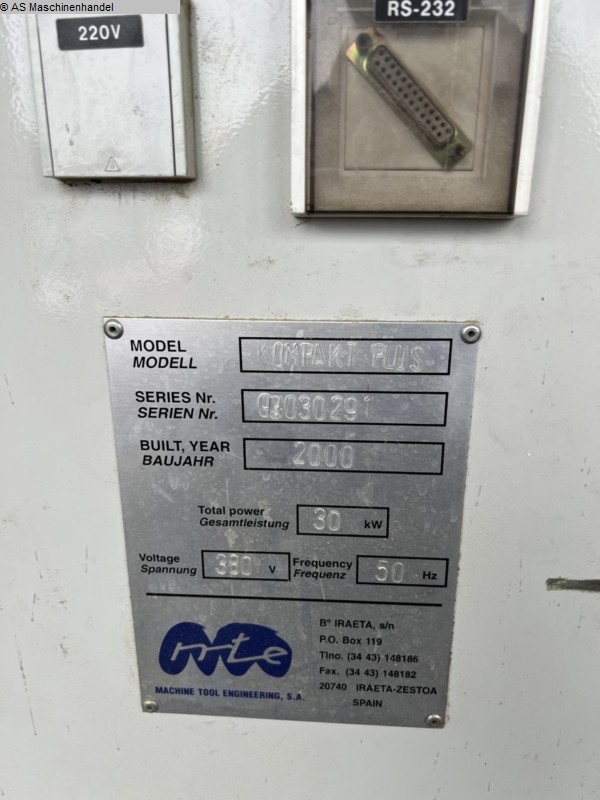 © AS Maschinenhandel
220V
RS-232
MODEL
MODELL
KOMPAKT PLUS
SERIES Nr.
SERIEN Nr.
BUILT, YEAR
BAUJAHR
2000
Total power
Gesamtleistung
30 kW
Voltage
Spannung
380 V
Frequency
Frequenz
50 Hz
mte
MACHINE TOOL ENGINEERING, S.A.
Bº IRAETA, s/n
P.O. Box 119
Tlno. (34 43) 148186
Fax. (34 43) 148182
20740 IRAETA-ZESTOA
SPAIN